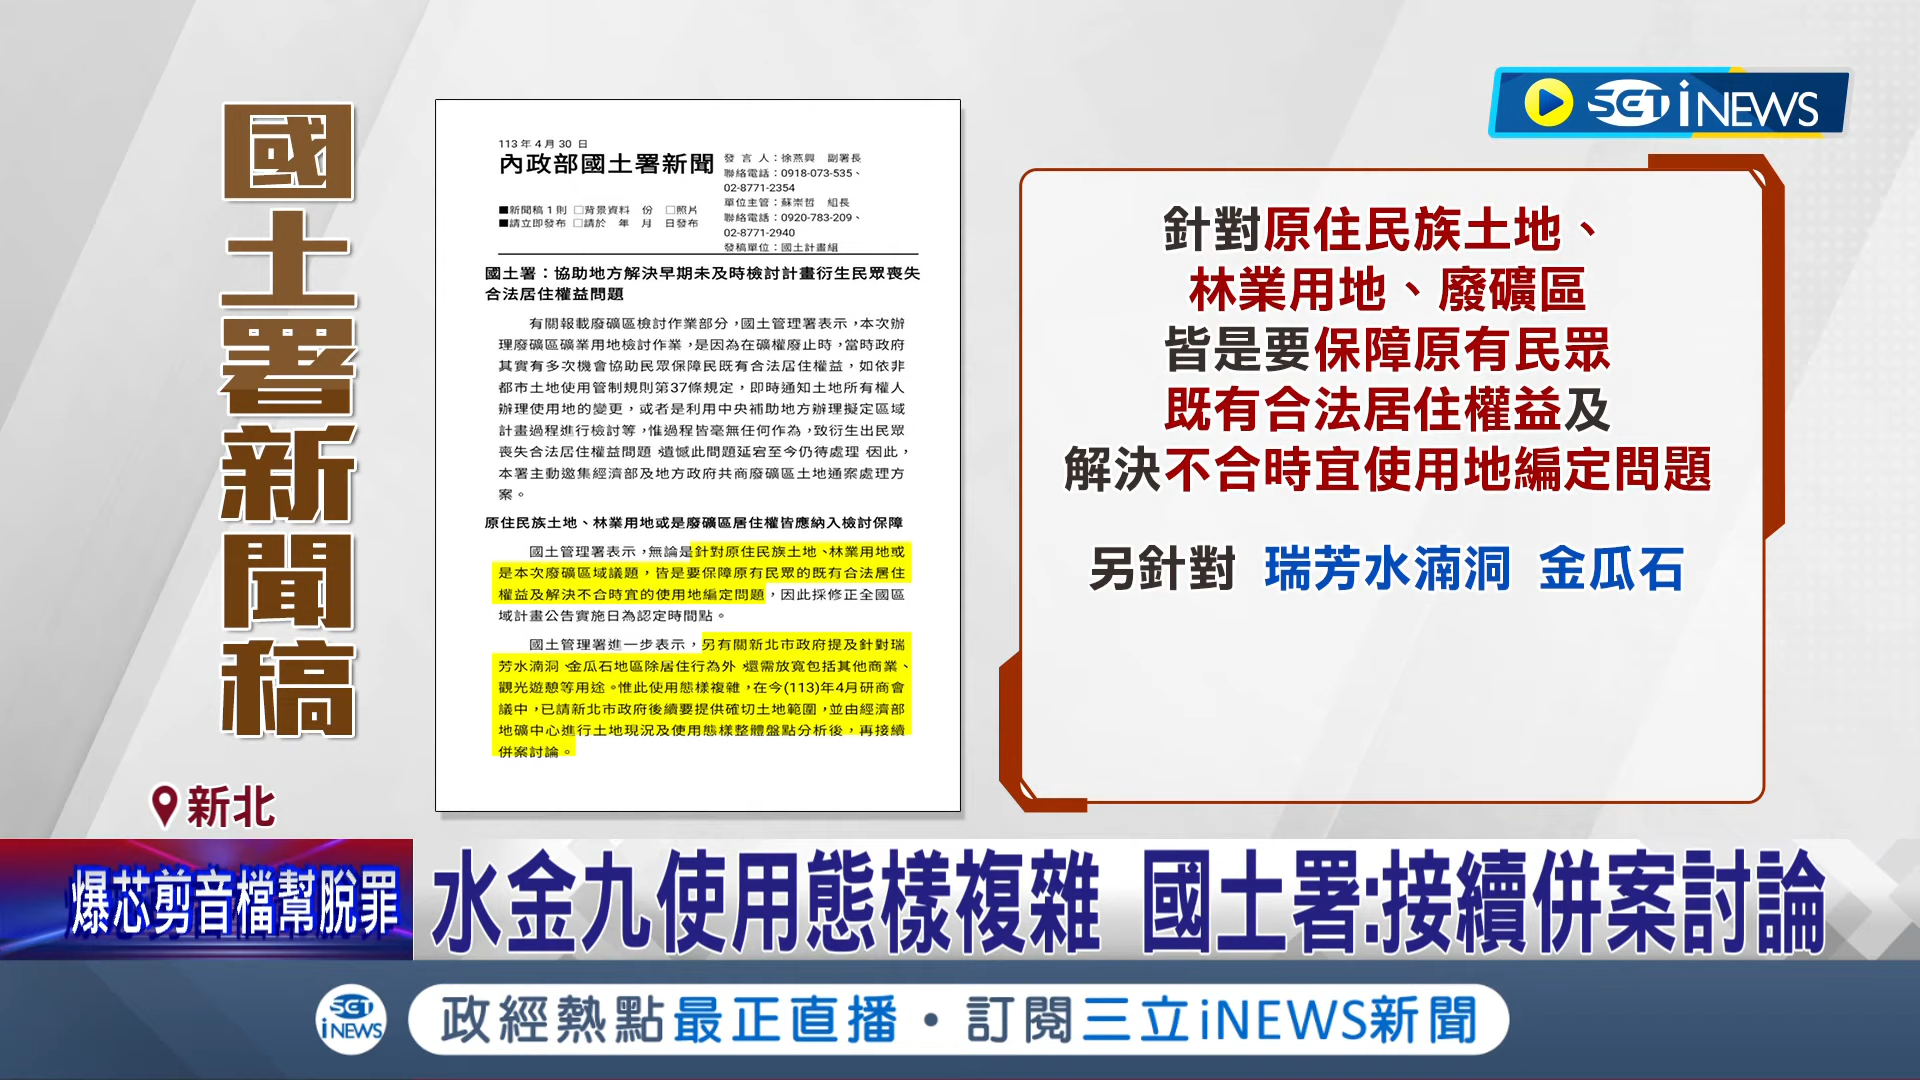 SET iNEWS
國土署新聞稿
113 年 4 月 30 日
內政部國土署新聞
發 言 人：徐燕興 副署長
聯絡電話：0918-073-535、
02-8771-2354
單位主管：蘇崇哲 組長
聯絡電話：0920-783-209、
02-8771-2940
發稿單位：國土計畫組
■新聞稿 1 則 □背景資料 份 □照片
■請立即發布 □請於 年 月 日發布
國土署：協助地方解決早期未及時檢討計畫衍生民眾喪失
合法居住權益問題
有關報載廢礦區檢討作業部分，國土管理署表示，本次辦
理廢礦區礦業用地檢討作業，是因為在礦權廢止時，當時政府
其實有多次機會協助民眾保障民既有合法居住權益，如依非
都市土地使用管制規則第37條規定，即時通知土地所有權人
辦理使用地的變更，或者是利用中央補助地方辦理擬定區域
計畫過程進行檢討等，惟過程皆毫無任何作為，致衍生出民眾
喪失合法居住權益問題，遺憾此問題延宕至今仍待處理，因此，
本署主動邀集經濟部及地方政府共商廢礦區土地通案處理方
案。
原住民族土地、林業用地或是廢礦區居住權皆應納入檢討保障
國土管理署表示，無論是針對原住民族土地、林業用地或
是本次廢礦區域議題，皆是要保障原有民眾的既有合法居住
權益及解決不合時宜的使用地編定問題，因此採修正全國區
域計畫公告實施日為認定時間點。
國土管理署進一步表示，另有關新北市政府提及針對瑞
芳水湳洞、金瓜石地區除居住行為外，還需放寬包括其他商業、
觀光遊憩等用途。惟此使用態樣複雜，在今(113)年4月研商會
議中，已請新北市政府後續要提供確切土地範圍，並由經濟部
地礦中心進行土地現況及使用態樣整體盤點分析後，再接續
併案討論。
針對原住民族土地、
林業用地、廢礦區
皆是要保障原有民眾
既有合法居住權益及
解決不合時宜使用地編定問題
另針對 瑞芳水湳洞 金瓜石
新北
爆芯剪音檔幫脫罪
水金九使用態樣複雜 國土署:接續併案討論
SET iNEWS
政經熱點最正直播・訂閱三立iNEWS新聞